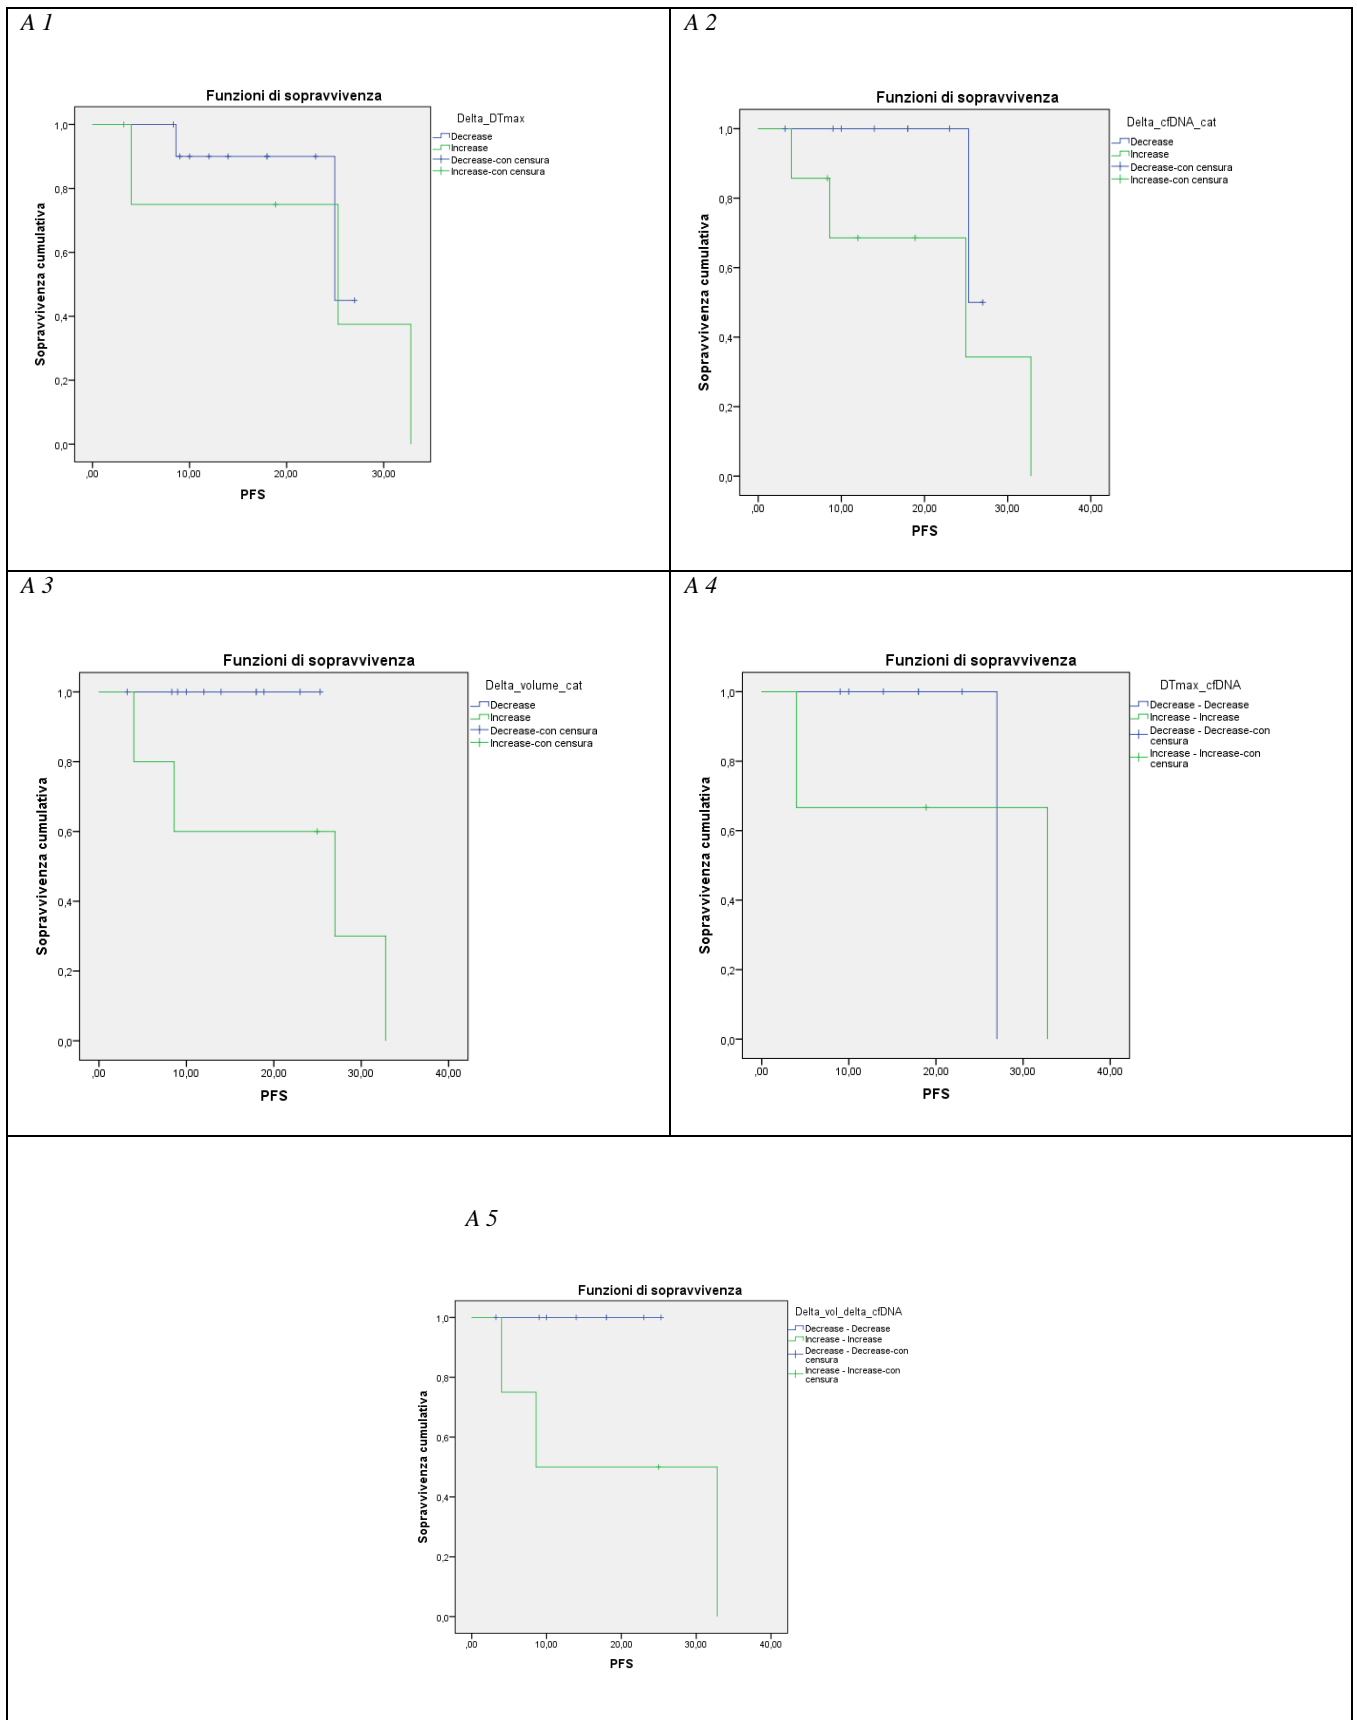 A 1
Funzioni di sopravvivenza
Delta_DTmax
Decrease
Increase
Decrease-con censura
Increase-con censura
Sopravvivenza cumulativa
1,0
0,8
0,6
0,4
0,2
0,0
,00
10,00
20,00
30,00
PFS
A 2
Funzioni di sopravvivenza
Delta_cfDNA_cat
Decrease
Increase
Decrease-con censura
Increase-con censura
Sopravvivenza cumulativa
1,0
0,8
0,6
0,4
0,2
0,0
,00
10,00
20,00
30,00
40,00
PFS
A 3
Funzioni di sopravvivenza
Delta_volume_cat
Decrease
Increase
Decrease-con censura
Increase-con censura
Sopravvivenza cumulativa
1,0
0,8
0,6
0,4
0,2
0,0
,00
10,00
20,00
30,00
40,00
PFS
A 4
Funzioni di sopravvivenza
DTmax_cfDNA
Decrease - Decrease
Increase - Increase
Decrease - Decrease-con
censura
Increase - Increase-con
censura
Sopravvivenza cumulativa
1,0
0,8
0,6
0,4
0,2
0,0
,00
10,00
20,00
30,00
40,00
PFS
A 5
Funzioni di sopravvivenza
Delta_vol_delta_cfDNA
Decrease - Decrease
Increase - Increase
Decrease - Decrease-con
censura
Increase - Increase-con
censura
Sopravvivenza cumulativa
1,0
0,8
0,6
0,4
0,2
0,0
,00
10,00
20,00
30,00
40,00
PFS